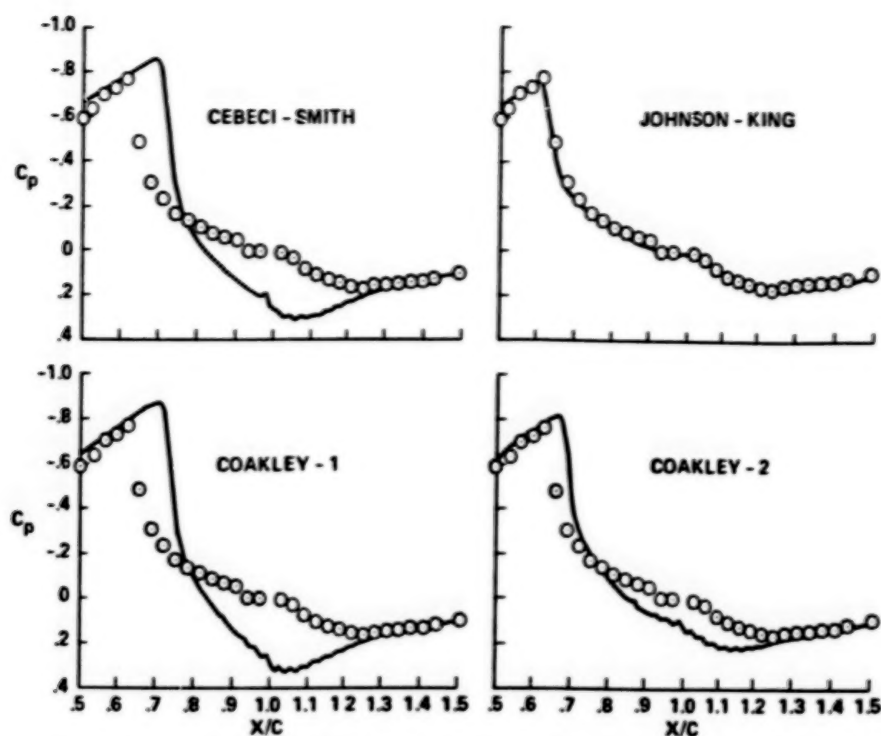 -1.0
-.8
-.6
-.4
-.2
0
.2
.4
Cp
CEBECI - SMITH
JOHNSON - KING
-1.0
-.8
-.6
-.4
-.2
0
.2
.4
Cp
COAKLEY - 1
COAKLEY - 2
.5 .6 .7 .8 .9 1.0 1.1 1.2 1.3 1.4 1.5
X/C
.5 .6 .7 .8 .9 1.0 1.1 1.2 1.3 1.4 1.5
X/C